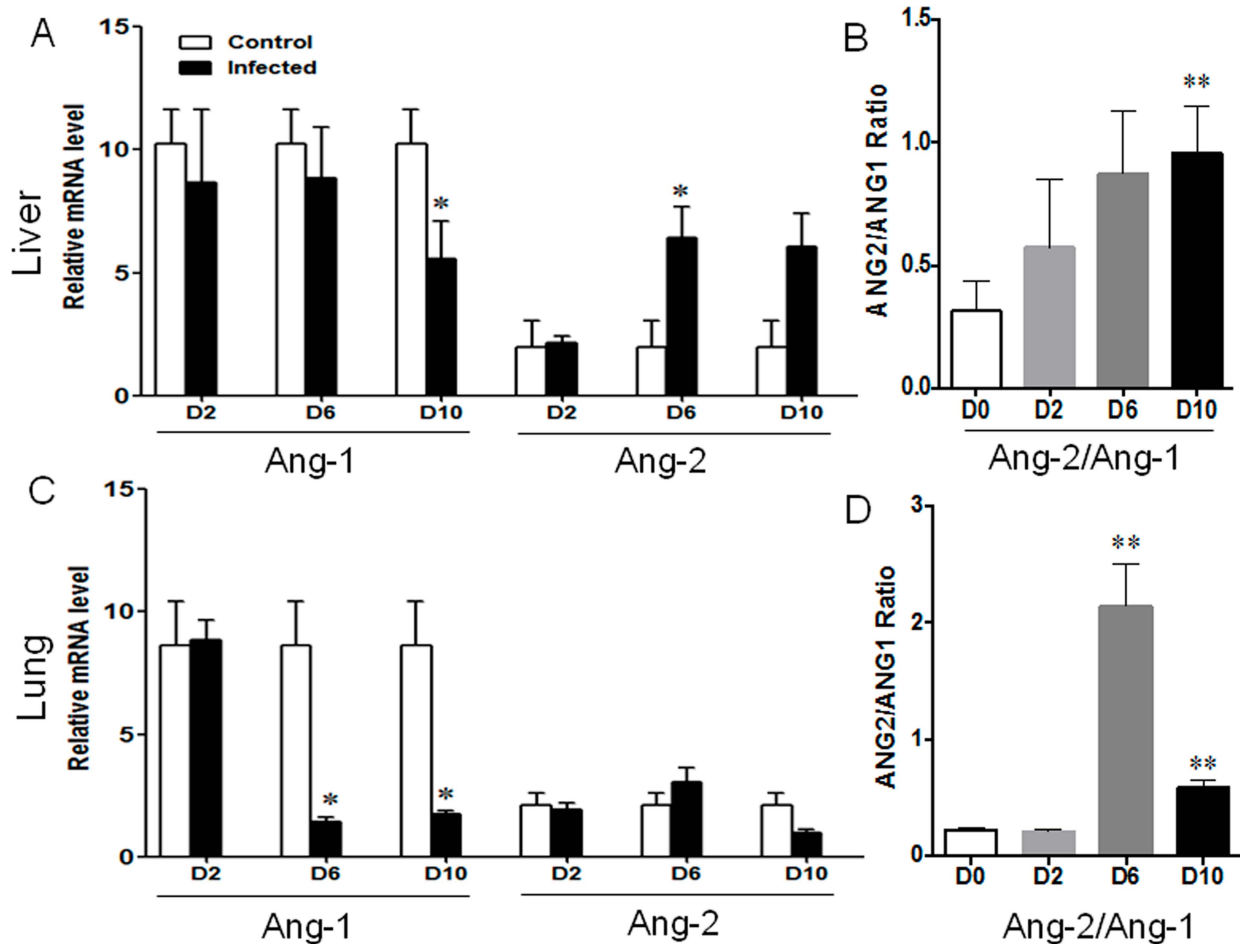 A
Liver
Relative mRNA level
15
10
5
0
Control
Infected
*
*
D2 D6 D10 D2 D6 D10
Ang-1 Ang-2
B
ANG2/ANG1 Ratio
1.5
1.0
0.5
0.0
**
D0 D2 D6 D10
Ang-2/Ang-1
C
Lung
Relative mRNA level
15
10
5
0
*
*
D2 D6 D10 D2 D6 D10
Ang-1 Ang-2
D
ANG2/ANG1 Ratio
3
2
1
0
**
**
D0 D2 D6 D10
Ang-2/Ang-1